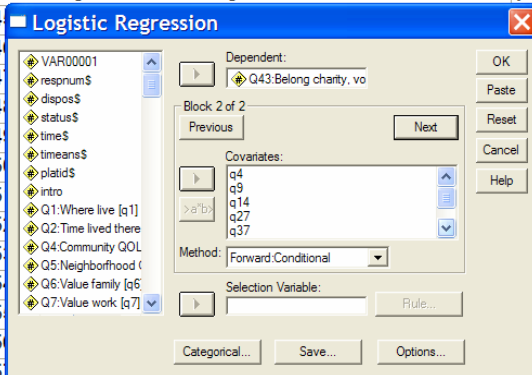 Logistic Regression
VAR00001
respnum$
dispos$
status$
time$
timeans$
platid$
intro
Q1:Where live [q1]
Q2:Time lived there
Q4:Community QOL
Q5:Neighborhood (
Q6:Value family [q6]
Q7:Value work [q7]
Dependent:
Q43:Belong charity, vo
Block 2 of 2
Previous
Next
Covariates:
q4
q9
q14
q27
q37
>a*b>
Method:
Forward:Conditional
Selection Variable:
Rule...
Categorical...
Save...
Options...
OK
Paste
Reset
Cancel
Help